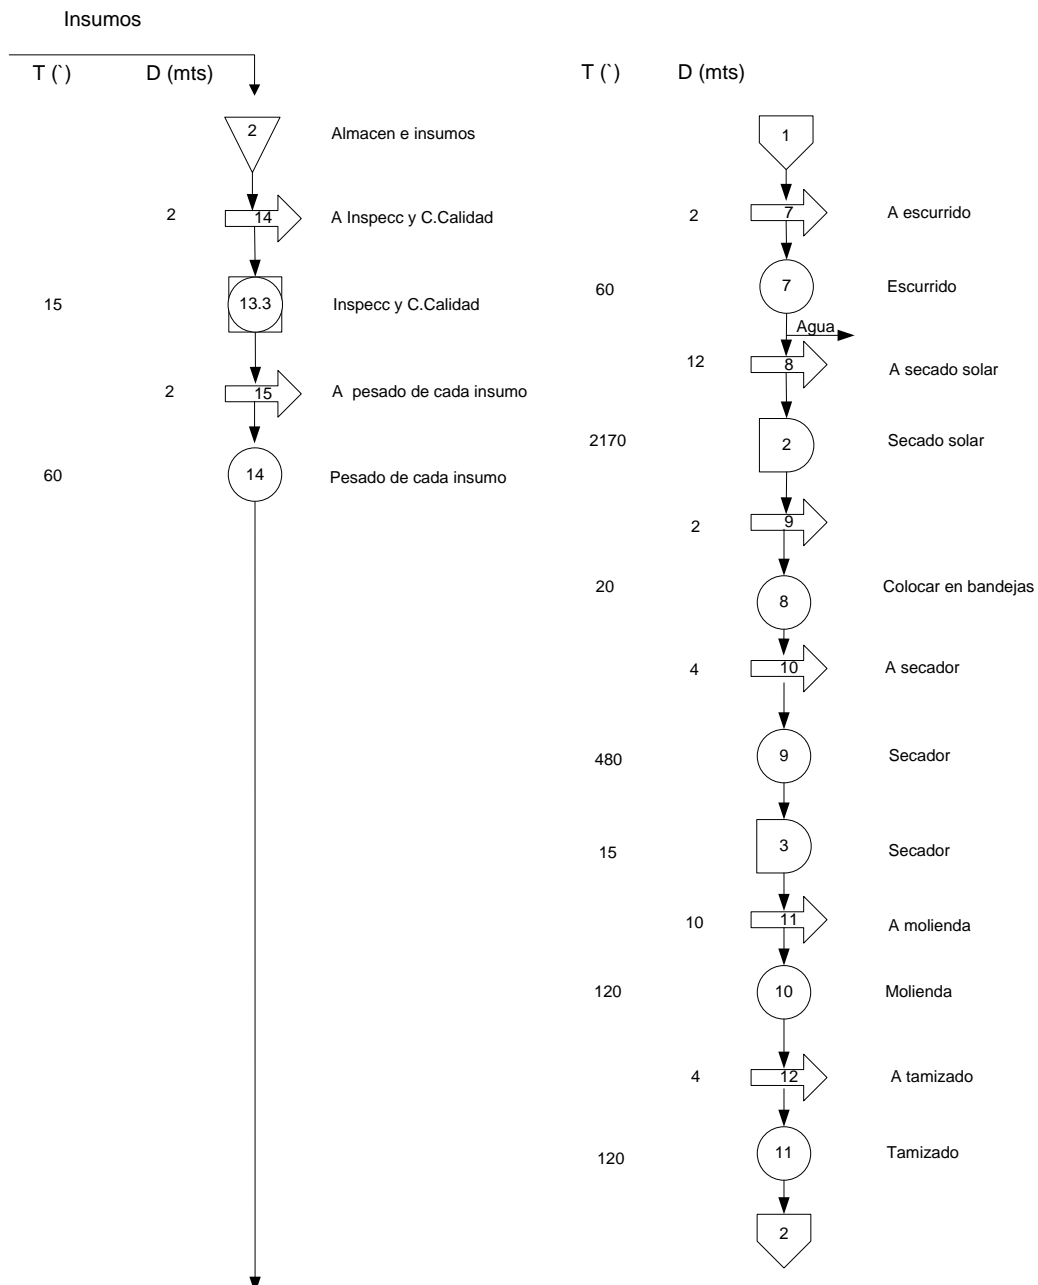 Insumos
T (`) D (mts)
2 Almacen e insumos
2 14 A Inspecc y C.Calidad
15 13.3 Inspecc y C.Calidad
2 15 A pesado de cada insumo
60 14 Pesado de cada insumo
T (`) D (mts)
1
2 7 A escurrido
60 7 Escurrido
Agua
12 8 A secado solar
2170 2 Secado solar
2 9
20 8 Colocar en bandejas
4 10 A secador
480 9 Secador
15 3 Secador
10 11 A molienda
120 10 Molienda
4 12 A tamizado
120 11 Tamizado
2